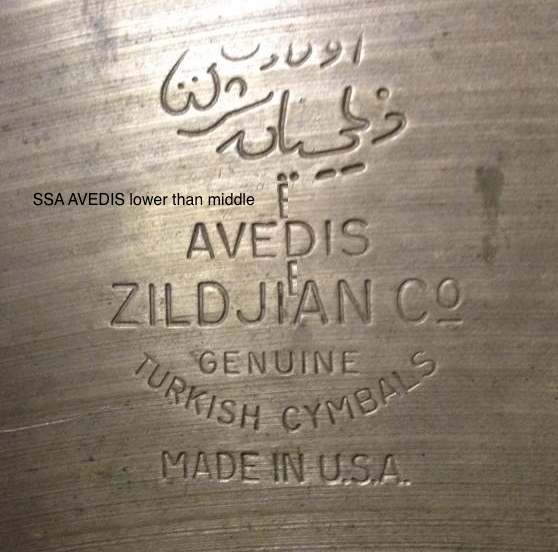 SSA AVEDIS lower than middle
AVEDIS
ZILDJIAN Co
GENUINE
TURKISH CYMBALS
MADE IN U.S.A.